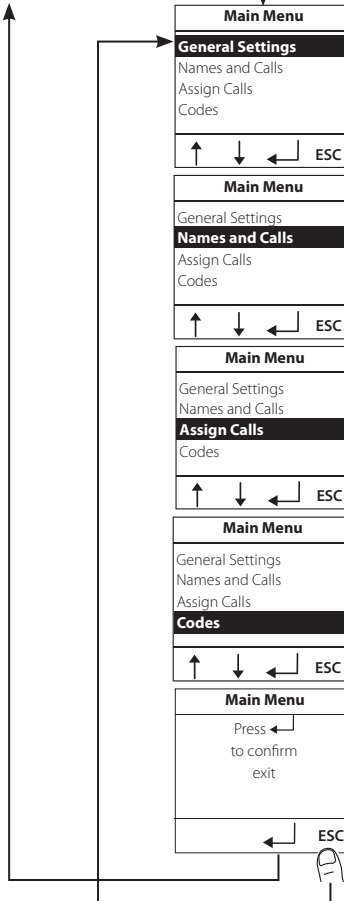 Main Menu
General Settings
Names and Calls
Assign Calls
Codes
ESC
Main Menu
General Settings
Names and Calls
Assign Calls
Codes
ESC
Main Menu
General Settings
Names and Calls
Assign Calls
Codes
ESC
Main Menu
General Settings
Names and Calls
Assign Calls
Codes
ESC
Main Menu
Press
to confirm
exit
ESC